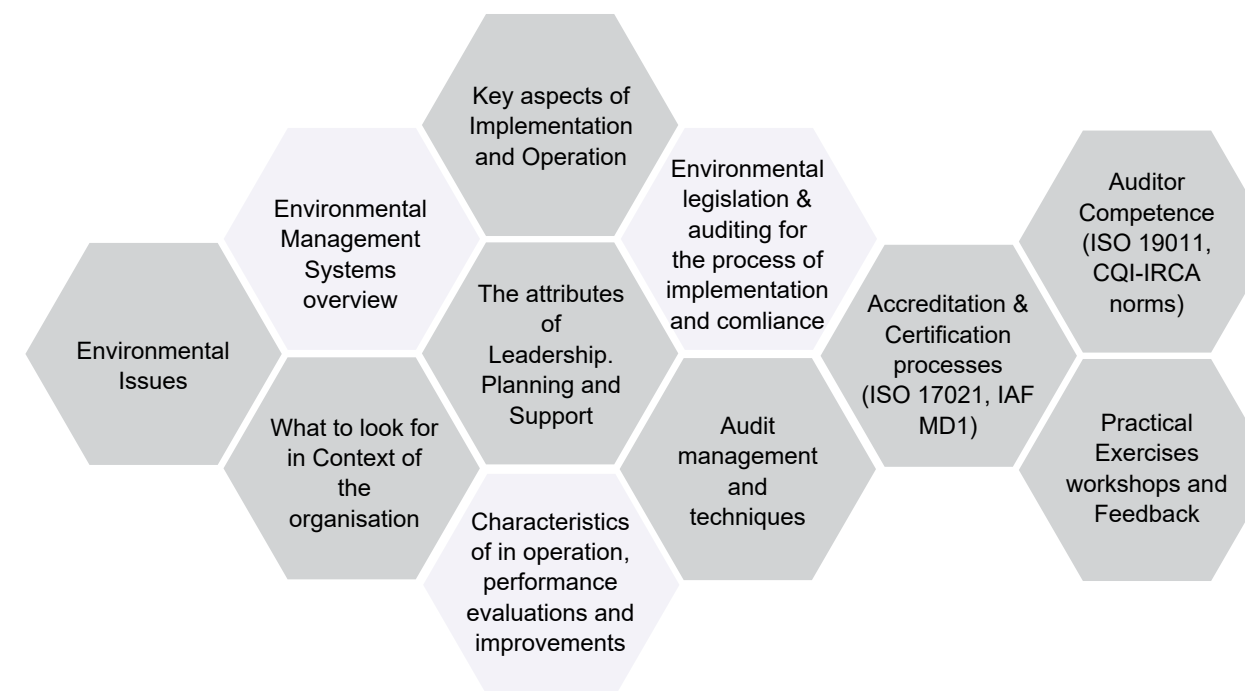 Key aspects of
Implementation
and Operation
Environmental
Management
Systems
overview
Environmental
legislation &
auditing for
the process of
implementation
and comliance
Auditor
Competence
(ISO 19011,
CQI-IRCA
norms)
Environmental
Issues
The attributes
of
Leadership.
Planning and
Support
Accreditation &
Certification
processes
(ISO 17021, IAF
MD1)
What to look for
in Context of
the
organisation
Audit
management
and
techniques
Practical
Exercises
workshops and
Feedback
Characteristics
of in operation,
performance
evaluations and
improvements